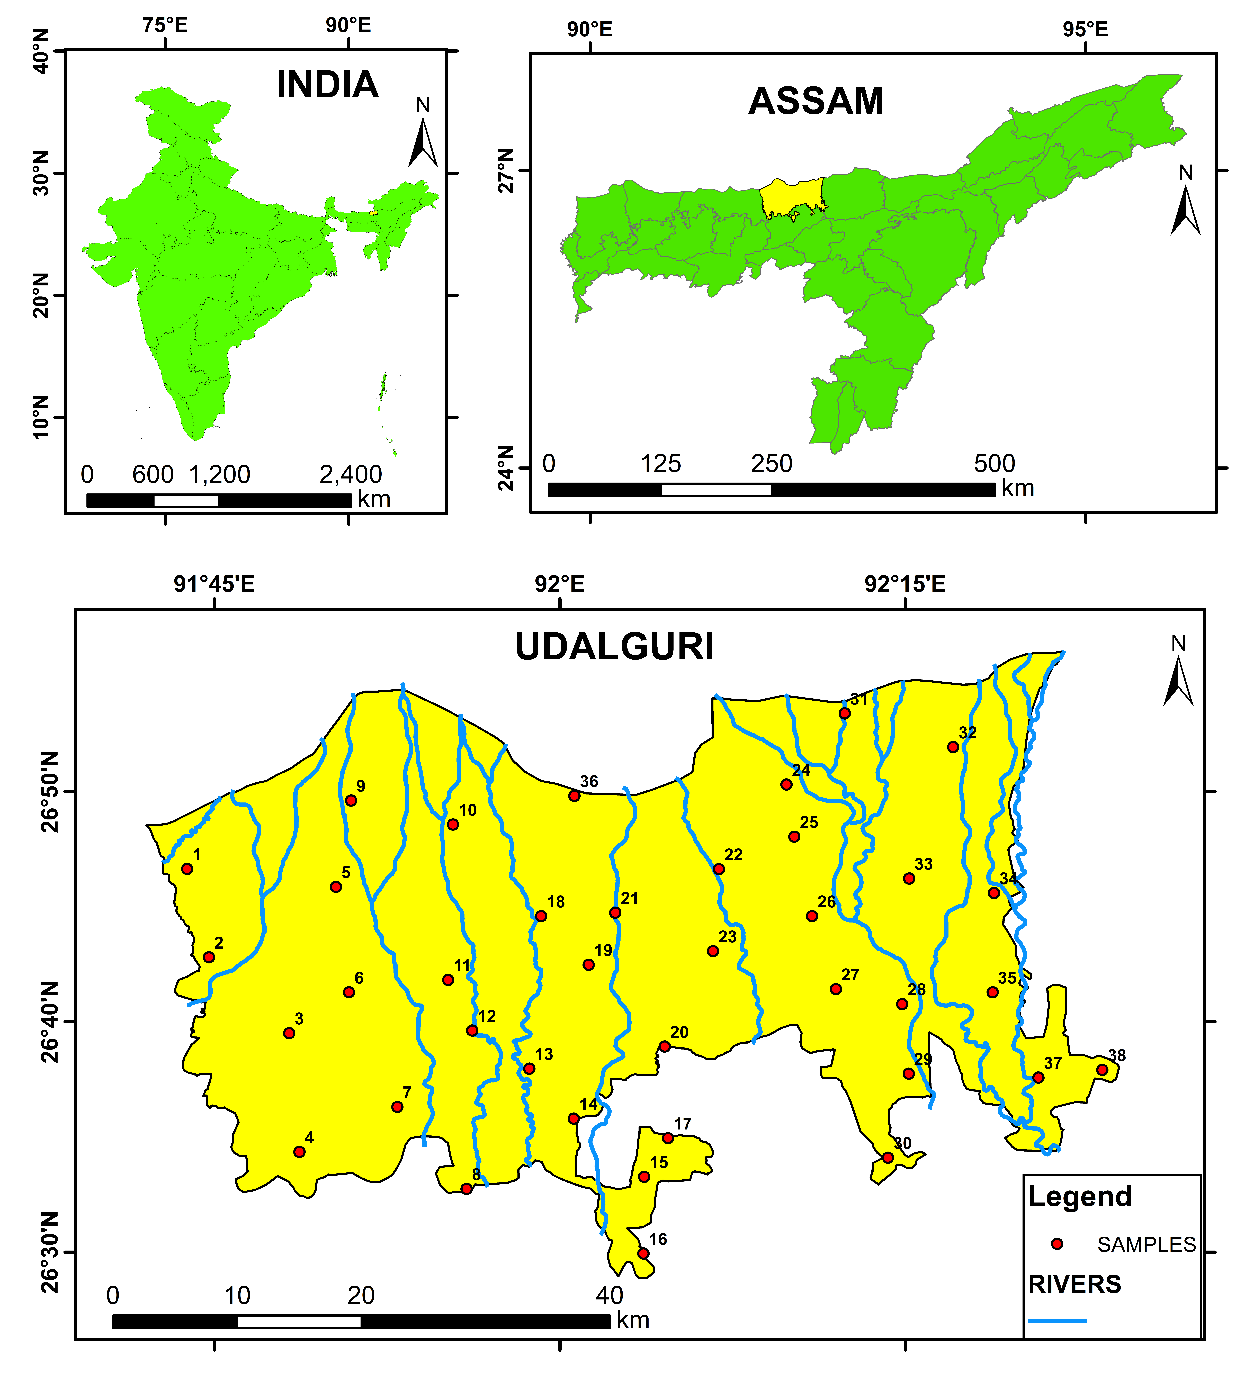 75°E 90°E
40°N
30°N
20°N
10°N
INDIA
N
0 600 1,200 2,400
km
90°E 95°E
27°N
24°N
ASSAM
N
0 125 250 500
km
91°45'E 92°E 92°15'E
26°50'N
26°40'N
26°30'N
UDALGURI
N
31
32
24
36
9
10
25
1
22
33
5
34
18
21
26
2
23
19
11
6
27
35
28
12
3
20
13
29
37
38
7
14
17
4
30
15
8
16
0 10 20 40
km
Legend
SAMPLES
RIVERS